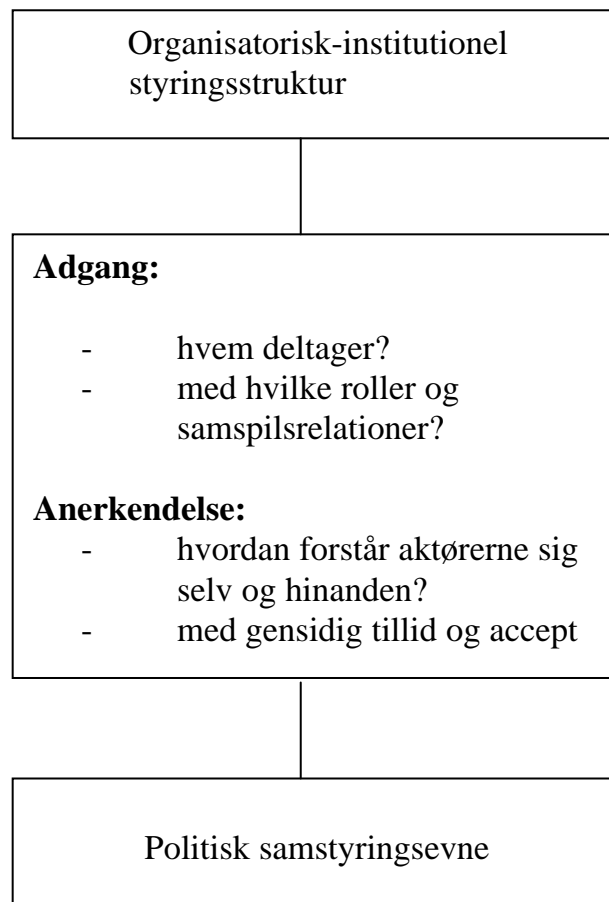 Organisatorisk-institutionel
styringsstruktur
Adgang:
- hvem deltager?
- med hvilke roller og
samspilsrelationer?
Anerkendelse:
- hvordan forstår aktørerne sig
selv og hinanden?
- med gensidig tillid og accept
Politisk samstyringsevne